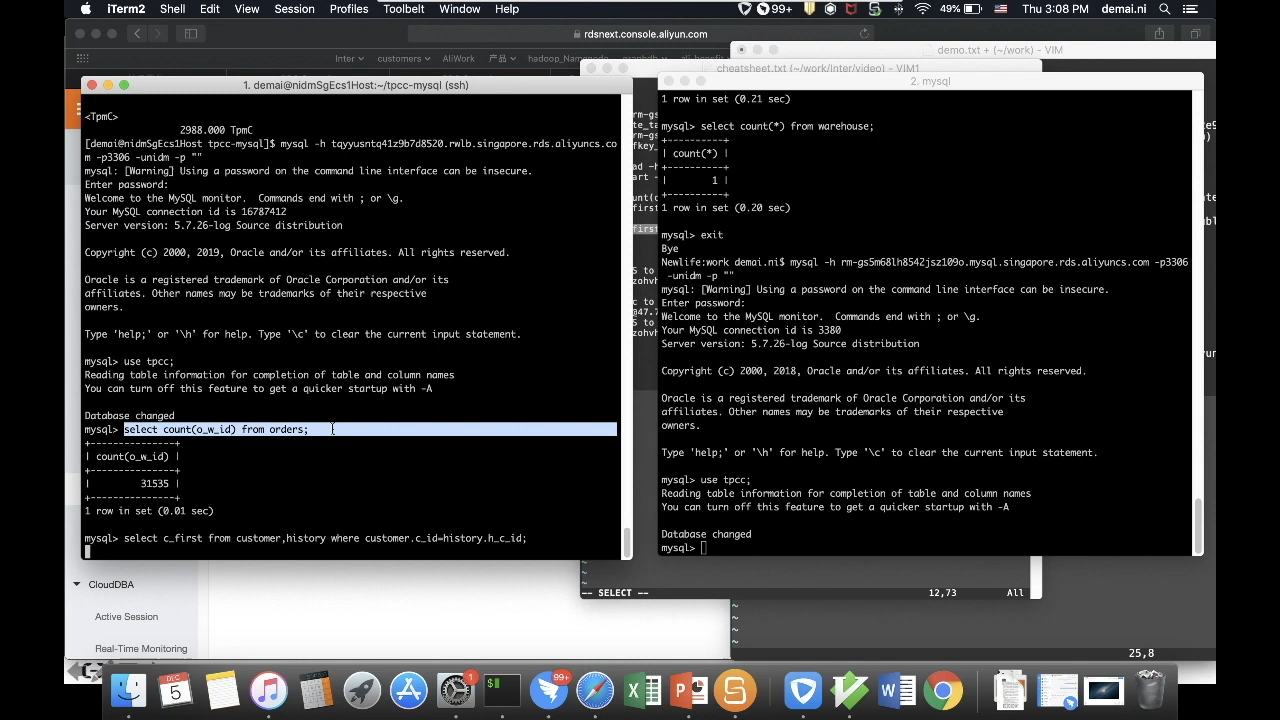 iTerm2 Shell Edit View Session Profiles Toolbelt Window Help
99+ 49% Thu 3:08 PM demai.ni
rdsnext.console.aliyun.com
Inter customers AliWork 产品 hadoop_Namenode
demo.txt + (~/work) - VIM
cheatsheet.txt (~/work/Inter/video) - VIM1
1. demai@nidmSgEcs1Host:~/tpcc-mysql (ssh)
<TpmC>
2988.000 TpmC
[demai@nidmSgEcs1Host tpcc-mysql]$ mysql -h tqyyusntq41z9b7d8520.rwlb.singapore.rds.aliyuncs.co
m -p3306 -unidm -p ""
mysql: [Warning] Using a password on the command line interface can be insecure.
Enter password:
Welcome to the MySQL monitor.  Commands end with ; or \g.
Your MySQL connection id is 16787412
Server version: 5.7.26-log Source distribution
Copyright (c) 2000, 2019, Oracle and/or its affiliates. All rights reserved.
Oracle is a registered trademark of Oracle Corporation and/or its
affiliates. Other names may be trademarks of their respective
owners.
Type 'help;' or '\h' for help. Type '\c' to clear the current input statement.
mysql> use tpcc;
Reading table information for completion of table and column names
You can turn off this feature to get a quicker startup with -A
Database changed
mysql> select count(o_w_id) from orders;
+---------------+
| count(o_w_id) |
+---------------+
| 31535 |
+---------------+
1 row in set (0.01 sec)
mysql> select c_first from customer,history where customer.c_id=history.h_c_id;
2. mysql
1 row in set (0.21 sec)
mysql> select count(*) from warehouse;
+----------+
| count(*) |
+----------+
| 1 |
+----------+
1 row in set (0.20 sec)
mysql> exit
Bye
Newlife:work demai.ni$ mysql -h rm-gs5m68lh8542jsz109o.mysql.singapore.rds.aliyuncs.com -p3306
-unidm -p ""
mysql: [Warning] Using a password on the command line interface can be insecure.
Enter password:
Welcome to the MySQL monitor.  Commands end with ; or \g.
Your MySQL connection id is 3380
Server version: 5.7.26-log Source distribution
Copyright (c) 2000, 2018, Oracle and/or its affiliates. All rights reserved.
Oracle is a registered trademark of Oracle Corporation and/or its
affiliates. Other names may be trademarks of their respective
owners.
Type 'help;' or '\h' for help. Type '\c' to clear the current input statement.
mysql> use tpcc;
Reading table information for completion of table and column names
You can turn off this feature to get a quicker startup with -A
Database changed
mysql>
-- SELECT -- 12,73 All
~
~
~
25,8
CloudDBA
Active Session
Real-Time Monitoring
DEC
5
1
99+